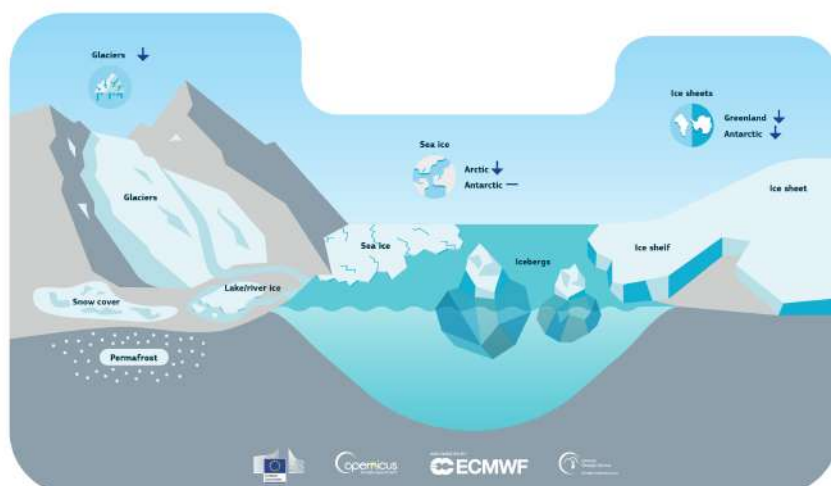 Glaciers
Ice sheets
Greenland
Antarctic
Sea ice
Arctic
Antarctic
Glaciers
Ice sheet
Sea ice
Ice shelf
Icebergs
Lake/river ice
Snow cover
Permafrost
Copernicus
ECMWF